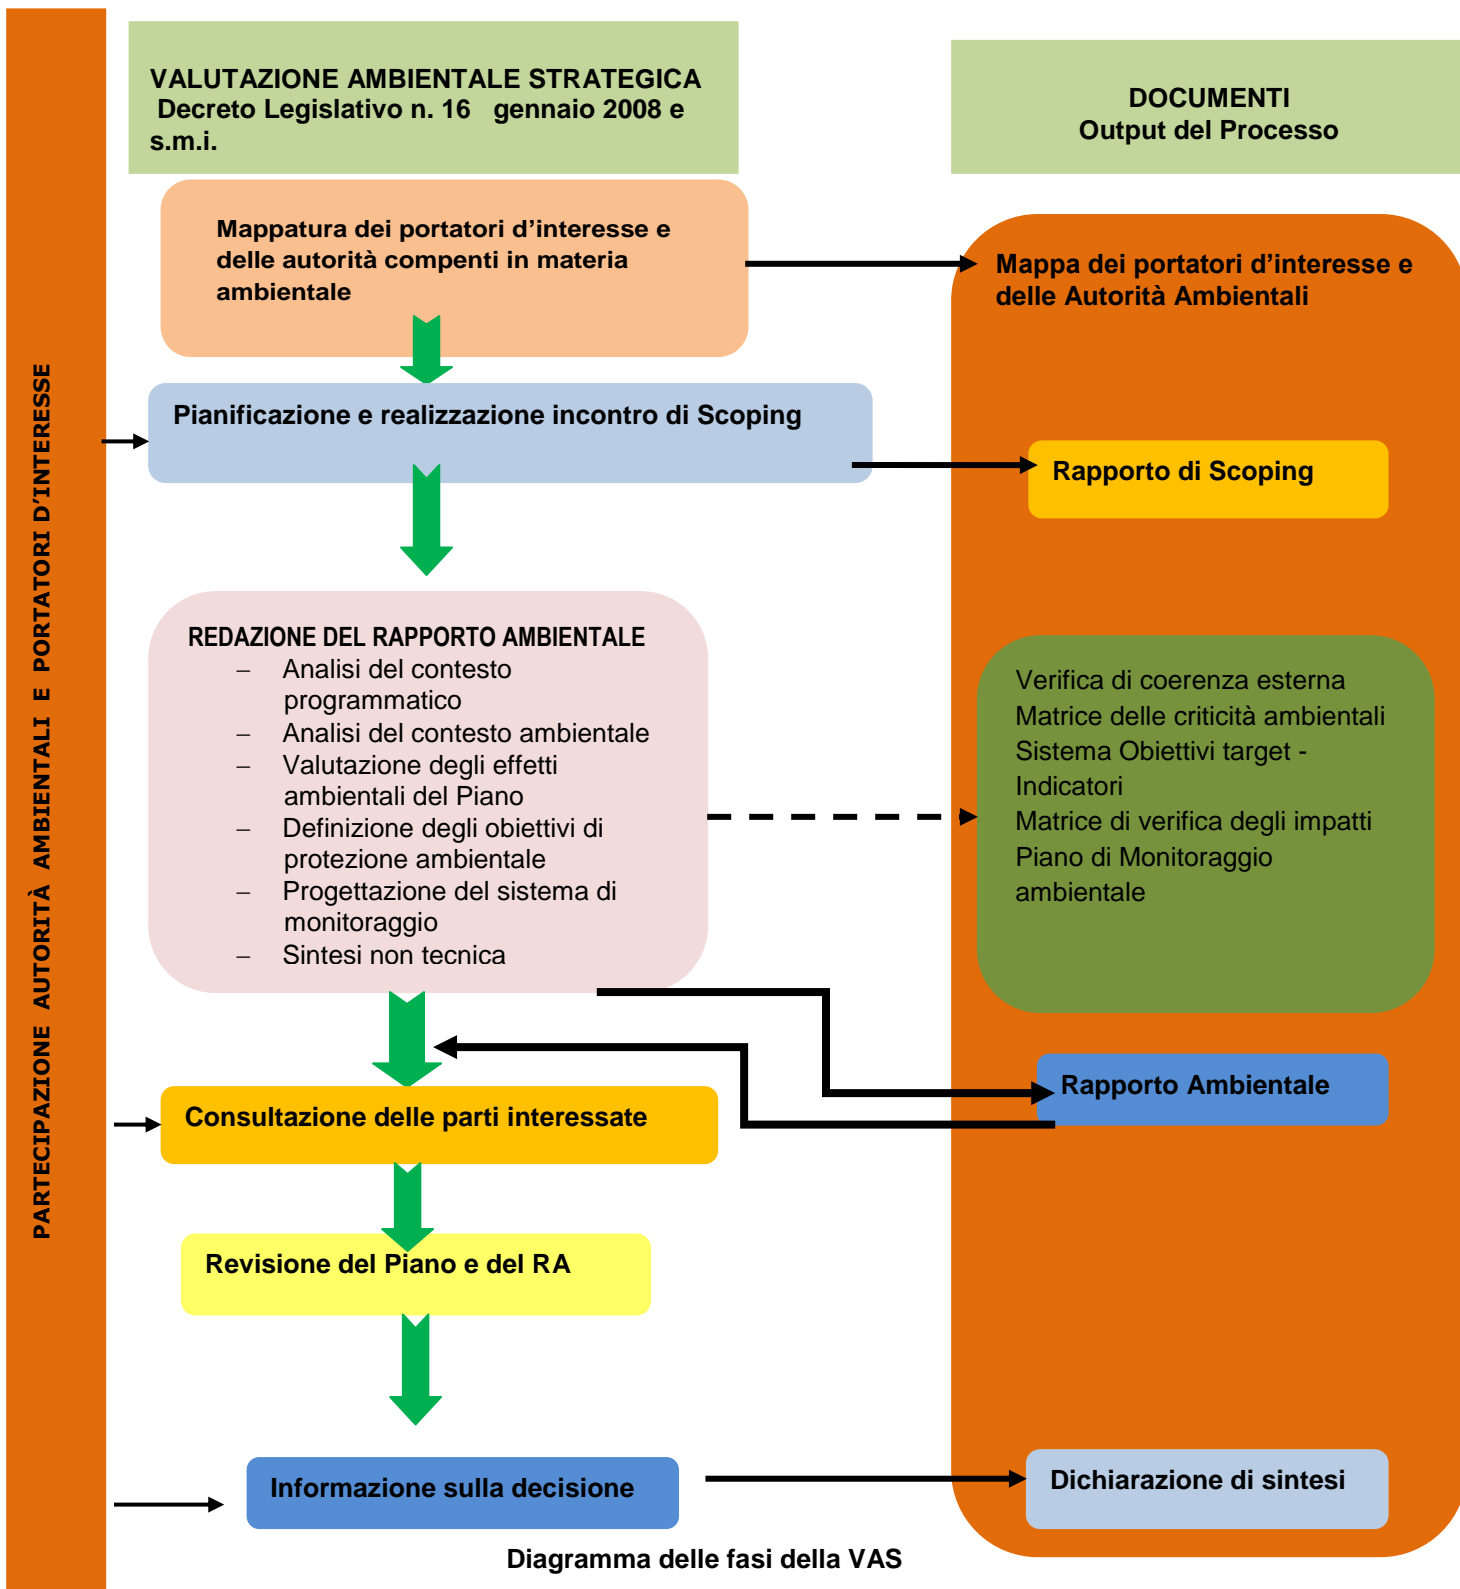 PARTECIPAZIONE AUTORITÀ AMBIENTALI E PORTATORI D'INTERESSE
VALUTAZIONE AMBIENTALE STRATEGICA
Decreto Legislativo n. 16 gennaio 2008 e
s.m.i.
DOCUMENTI
Output del Processo
Mappatura dei portatori d’interesse e
delle autorità compenti in materia
ambientale
Mappa dei portatori d’interesse e
delle Autorità Ambientali
Pianificazione e realizzazione incontro di Scoping
Rapporto di Scoping
REDAZIONE DEL RAPPORTO AMBIENTALE
– Analisi del contesto
programmatico
– Analisi del contesto ambientale
– Valutazione degli effetti
ambientali del Piano
– Definizione degli obiettivi di
protezione ambientale
– Progettazione del sistema di
monitoraggio
– Sintesi non tecnica
Verifica di coerenza esterna
Matrice delle criticità ambientali
Sistema Obiettivi target -
Indicatori
Matrice di verifica degli impatti
Piano di Monitoraggio
ambientale
Rapporto Ambientale
Consultazione delle parti interessate
Revisione del Piano e del RA
Informazione sulla decisione
Dichiarazione di sintesi
Diagramma delle fasi della VAS